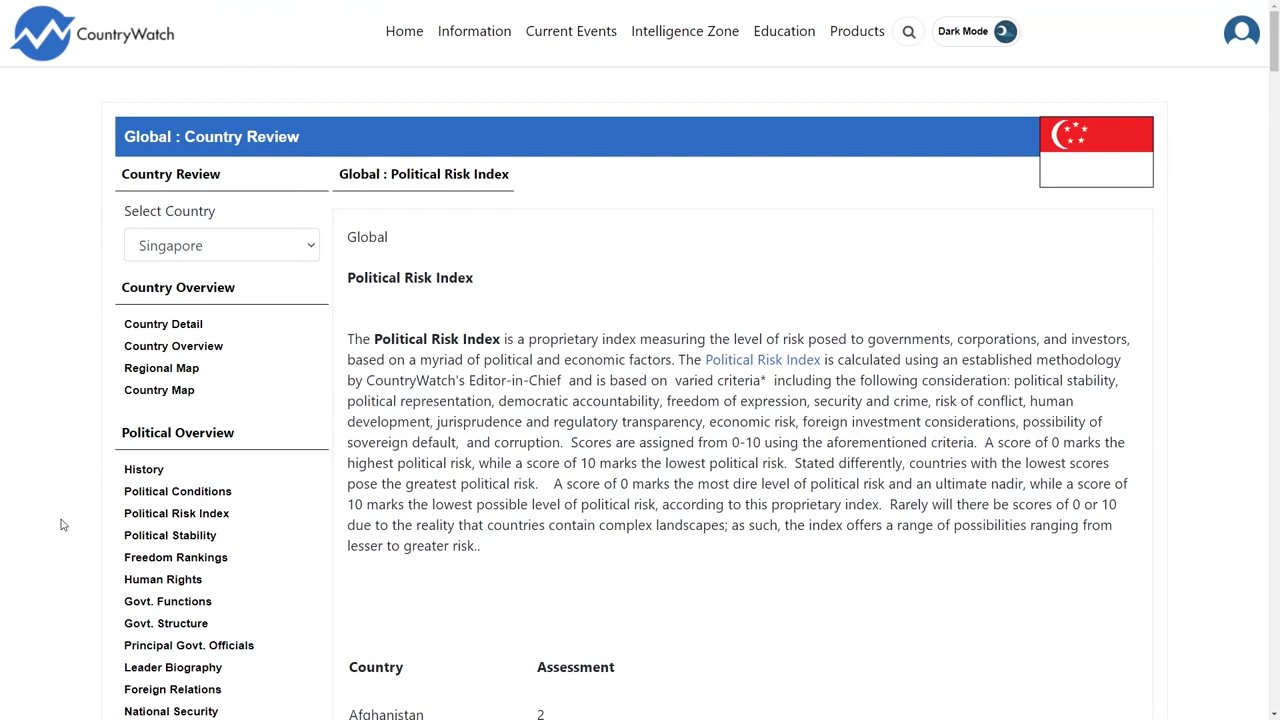 CountryWatch
Home Information Current Events Intelligence Zone Education Products Dark Mode
Global : Country Review
Country Review
Select Country
Singapore
Country Overview
Country Detail
Country Overview
Regional Map
Country Map
Political Overview
History
Political Conditions
Political Risk Index
Political Stability
Freedom Rankings
Human Rights
Govt. Functions
Govt. Structure
Principal Govt. Officials
Leader Biography
Foreign Relations
National Security
Global : Political Risk Index
Global
Political Risk Index
The Political Risk Index is a proprietary index measuring the level of risk posed to governments, corporations, and investors,
based on a myriad of political and economic factors. The Political Risk Index is calculated using an established methodology
by CountryWatch's Editor-in-Chief and is based on varied criteria* including the following consideration: political stability,
political representation, democratic accountability, freedom of expression, security and crime, risk of conflict, human
development, jurisprudence and regulatory transparency, economic risk, foreign investment considerations, possibility of
sovereign default, and corruption. Scores are assigned from 0-10 using the aforementioned criteria. A score of 0 marks the
highest political risk, while a score of 10 marks the lowest political risk. Stated differently, countries with the lowest scores
pose the greatest political risk. A score of 0 marks the most dire level of political risk and an ultimate nadir, while a score of
10 marks the lowest possible level of political risk, according to this proprietary index. Rarely will there be scores of 0 or 10
due to the reality that countries contain complex landscapes; as such, the index offers a range of possibilities ranging from
lesser to greater risk..
Country Assessment
Afghanistan 2